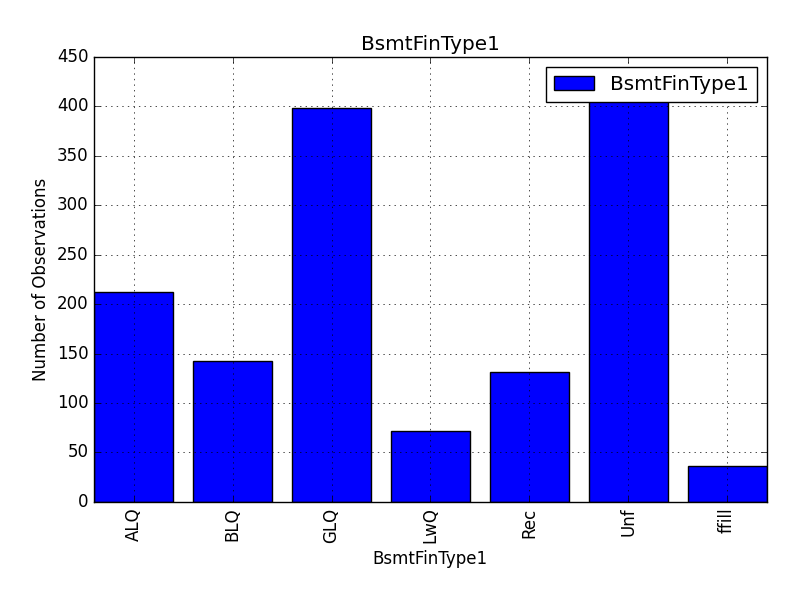 BsmtFinType1
BsmtFinType1
Number of Observations
450
400
350
300
250
200
150
100
50
0
ALQ
BLQ
GLQ
LwQ
Rec
Unf
ffill
BsmtFinType1